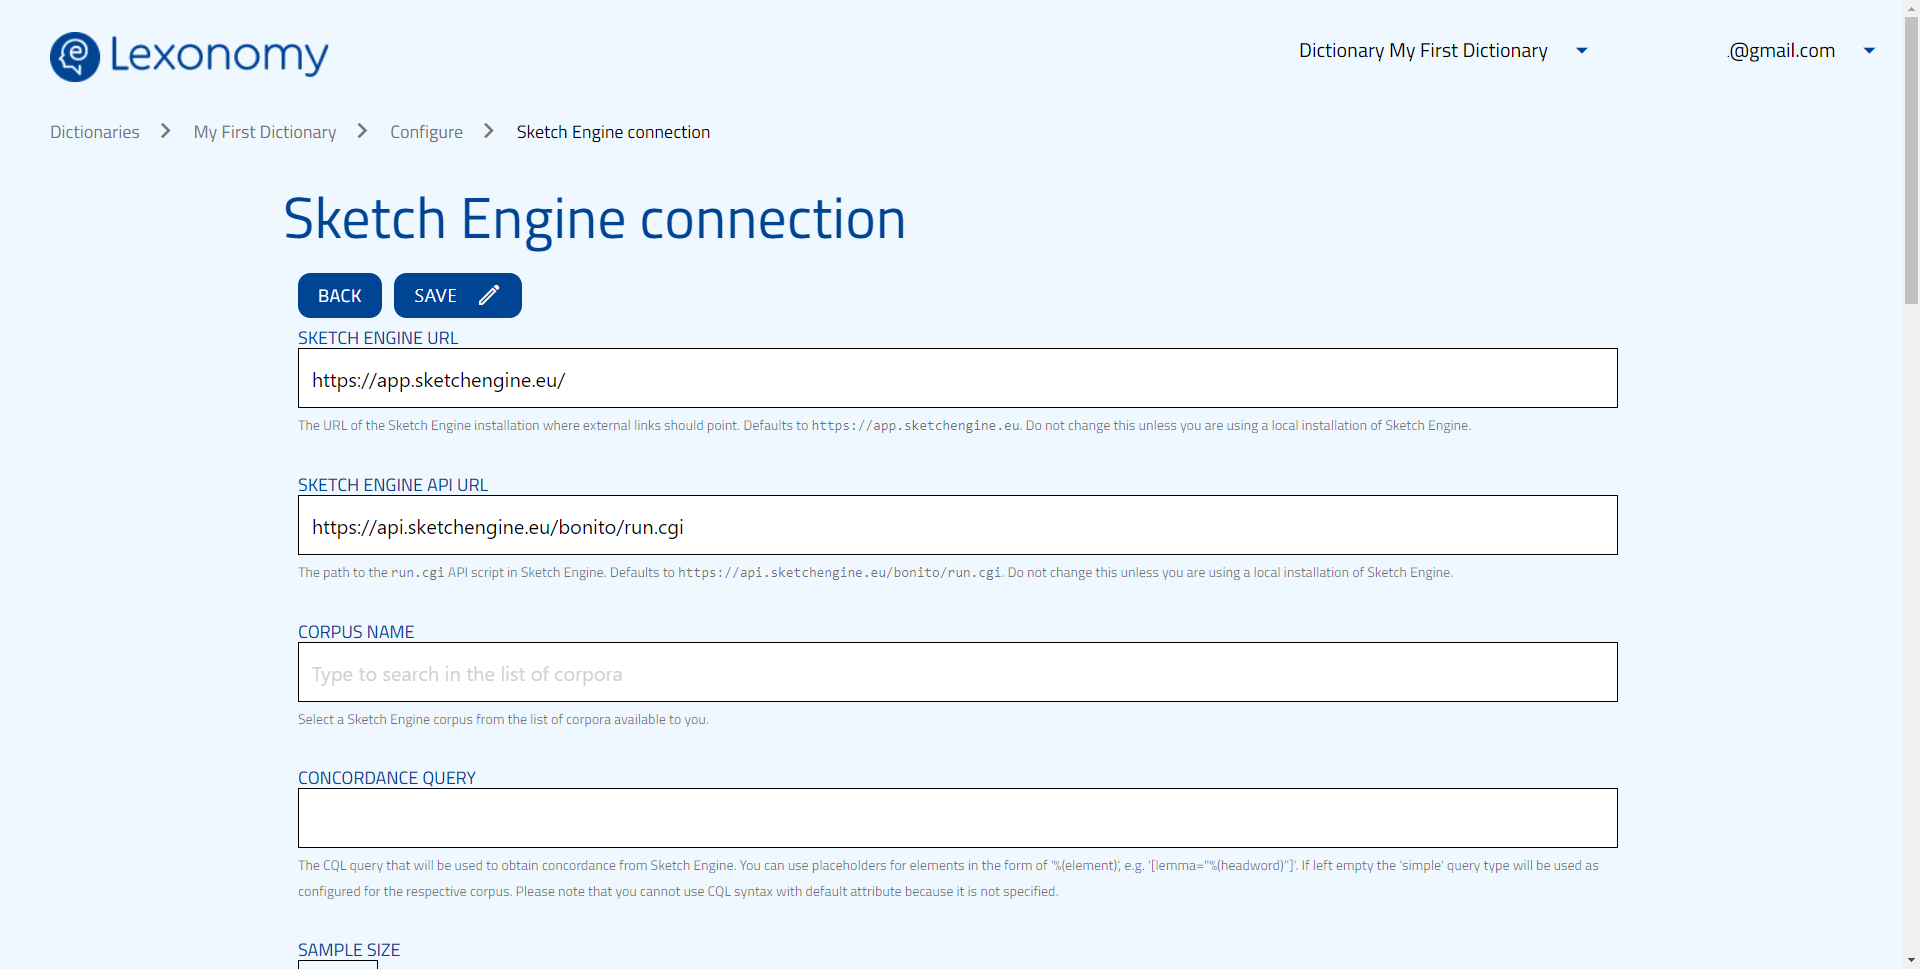 Lexonomy
Dictionary My First Dictionary
.@gmail.com
Dictionaries > My First Dictionary > Configure > Sketch Engine connection
Sketch Engine connection
BACK
SAVE
SKETCH ENGINE URL
https://app.sketchengine.eu/
The URL of the Sketch Engine installation where external links should point. Defaults to https://app.sketchengine.eu. Do not change this unless you are using a local installation of Sketch Engine.
SKETCH ENGINE API URL
https://api.sketchengine.eu/bonito/run.cgi
The path to the run.cgi API script in Sketch Engine. Defaults to https://api.sketchengine.eu/bonito/run.cgi. Do not change this unless you are using a local installation of Sketch Engine.
CORPUS NAME
Type to search in the list of corpora
Select a Sketch Engine corpus from the list of corpora available to you.
CONCORDANCE QUERY
The CQL query that will be used to obtain concordance from Sketch Engine. You can use placeholders for elements in the form of '%(element)', e.g. '[lemma="%(headword)"]'. If left empty the 'simple' query type will be used as
configured for the respective corpus. Please note that you cannot use CQL syntax with default attribute because it is not specified.
SAMPLE SIZE